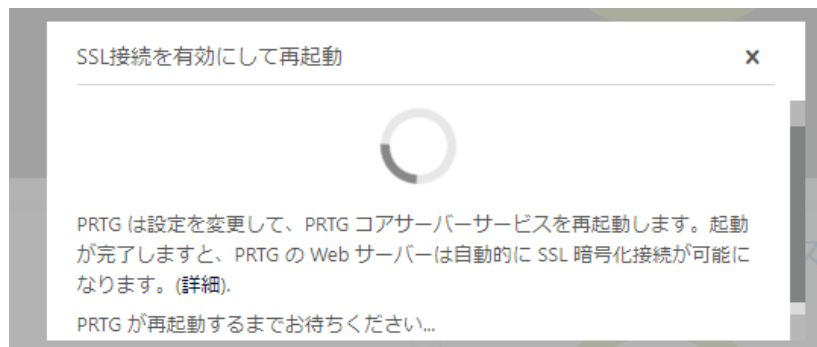 SSL接続を有効にして再起動 x
PRTG は設定を変更して、PRTG コアサーバーサービスを再起動します。起動
が完了しますと、PRTG の Web サーバーは自動的に SSL 暗号化接続が可能に
なります。(詳細).
PRTG が再起動するまでお待ちください...